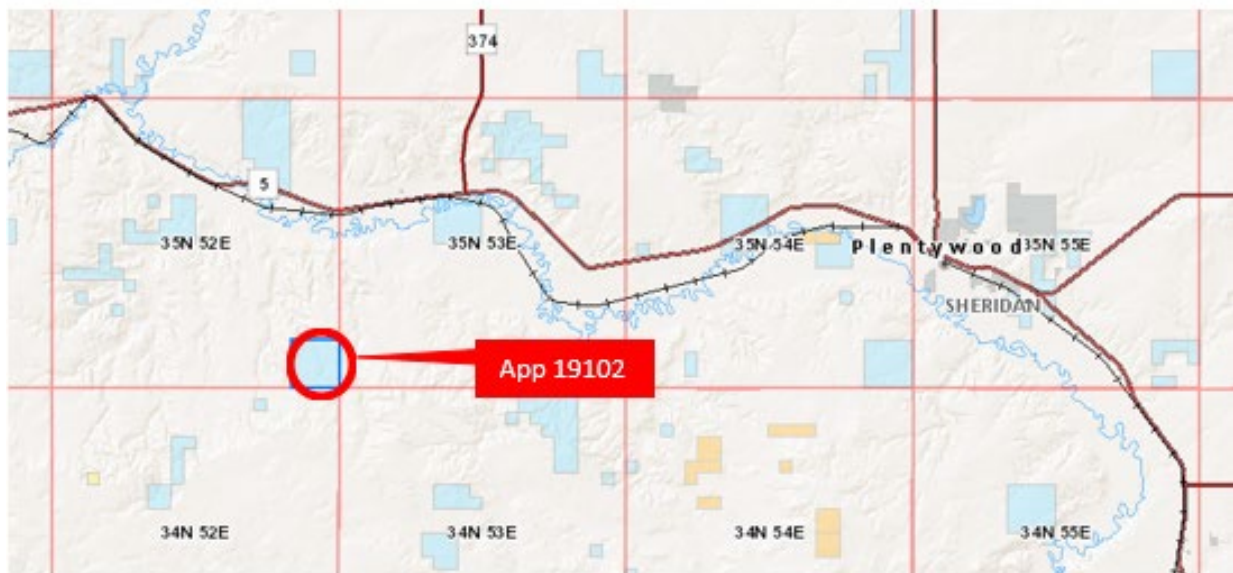 374
5
35N 52E
35N 53E
35N 54E
Plentywood
35N 55E
SHERIDAN
App 19102
34N 52E
34N 53E
34N 54E
34N 55E